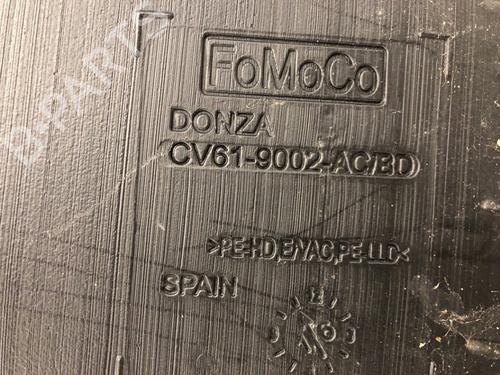 B-PARTS
FoMoCo
DONZA
CV61-9002-AC/BD
>PE-HD,E/VAC,PE-LLD<
SPAIN